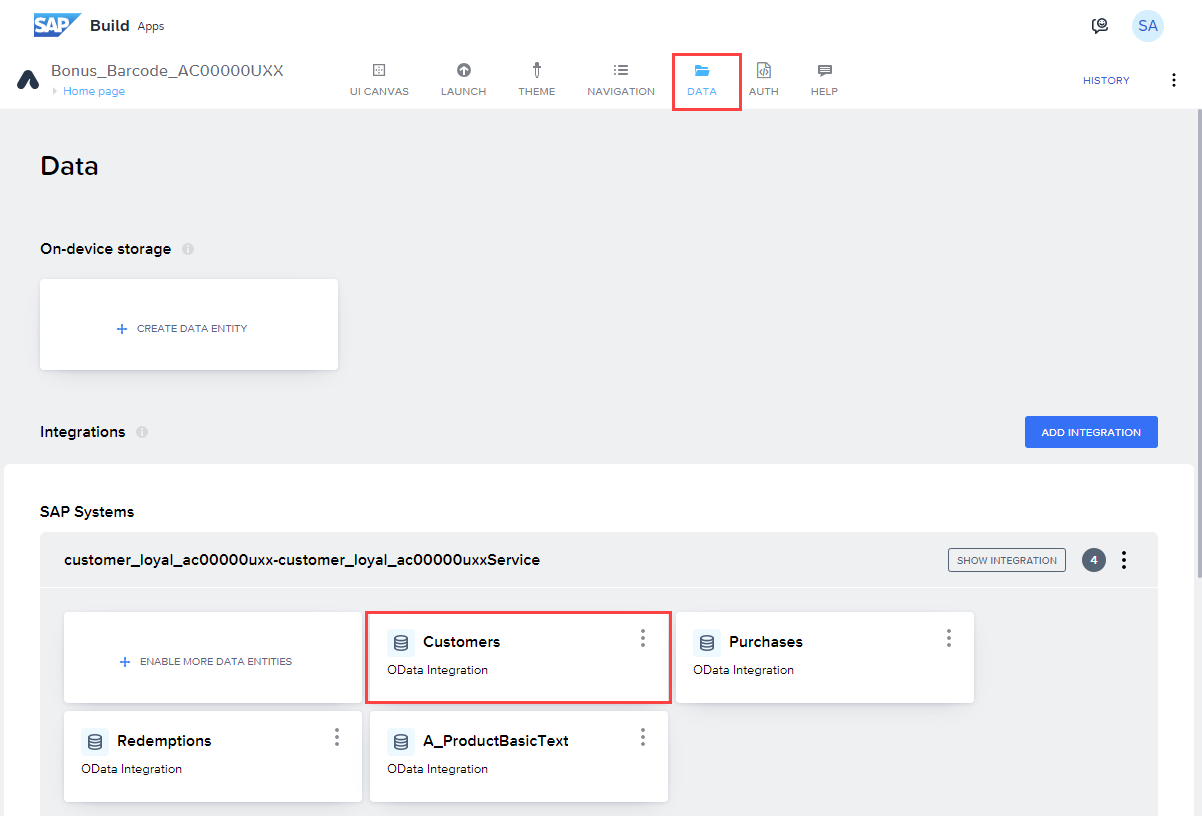 SAP Build Apps
SA
Bonus_Barcode_AC00000UXX
Home page
UI CANVAS
LAUNCH
THEME
NAVIGATION
DATA
AUTH
HELP
HISTORY
Data
On-device storage
+ CREATE DATA ENTITY
Integrations
ADD INTEGRATION
SAP Systems
customer_loyal_ac00000uxx-customer_loyal_ac00000uxxService
SHOW INTEGRATION
4
+ ENABLE MORE DATA ENTITIES
Customers
OData Integration
Purchases
OData Integration
Redemptions
OData Integration
A_ProductBasicText
OData Integration